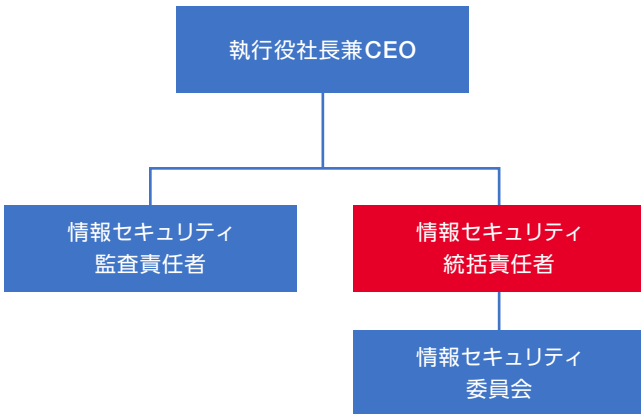 執行役社長兼CEO
情報セキュリティ
監査責任者
情報セキュリティ
統括責任者
情報セキュリティ
委員会